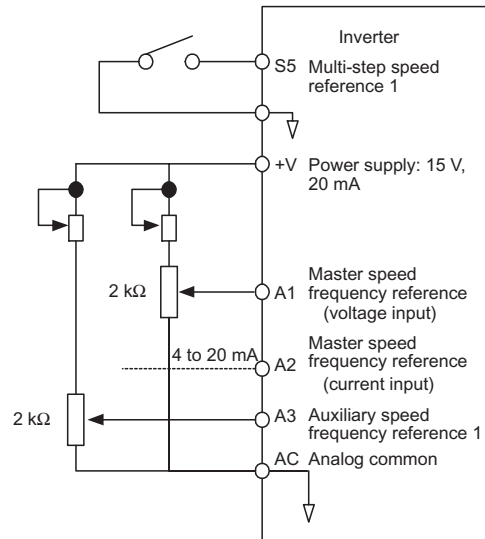 Inverter
S5 Multi-step speed
reference 1
+V Power supply: 15 V,
20 mA
2 kΩ
A1 Master speed
frequency reference
(voltage input)
4 to 20 mA
A2 Master speed
frequency reference
(current input)
2 kΩ
A3 Auxiliary speed
frequency reference 1
AC Analog common